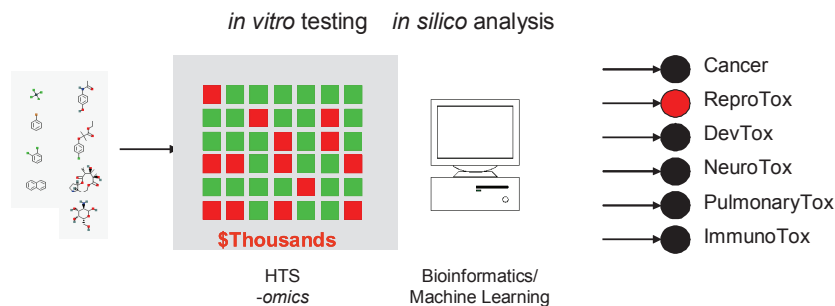 in vitro testing in silico analysis
Cancer
ReproTox
DevTox
NeuroTox
PulmonaryTox
ImmunoTox
$Thousands
HTS
-omics
Bioinformatics/
Machine Learning